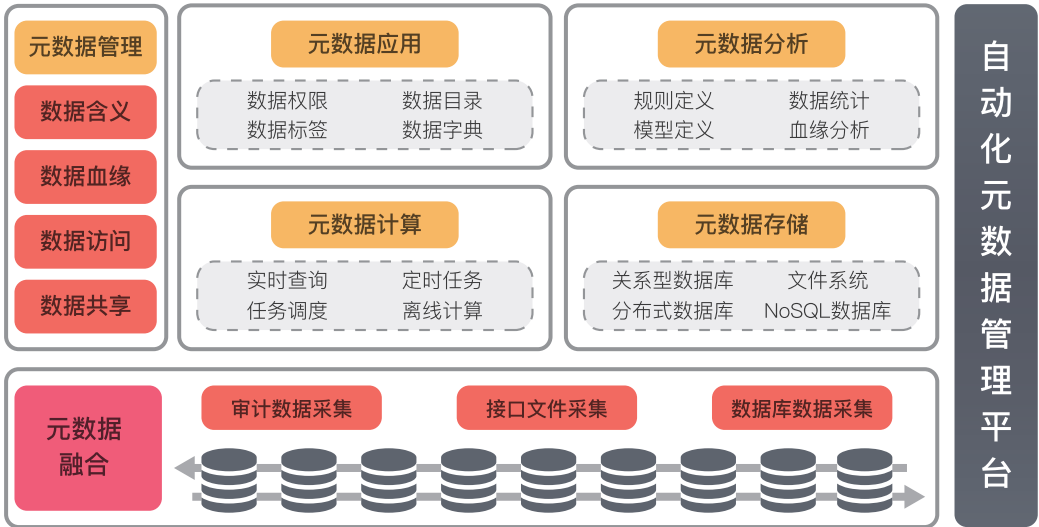 元数据管理
数据含义
数据血缘
数据访问
数据共享
元数据应用
数据权限 数据目录
数据标签 数据字典
元数据分析
规则定义 数据统计
模型定义 血缘分析
元数据计算
实时查询 定时任务
任务调度 离线计算
元数据存储
关系型数据库 文件系统
分布式数据库 NoSQL数据库
元数据
融合
审计数据采集
接口文件采集
数据库数据采集
自动化元数据管理平台